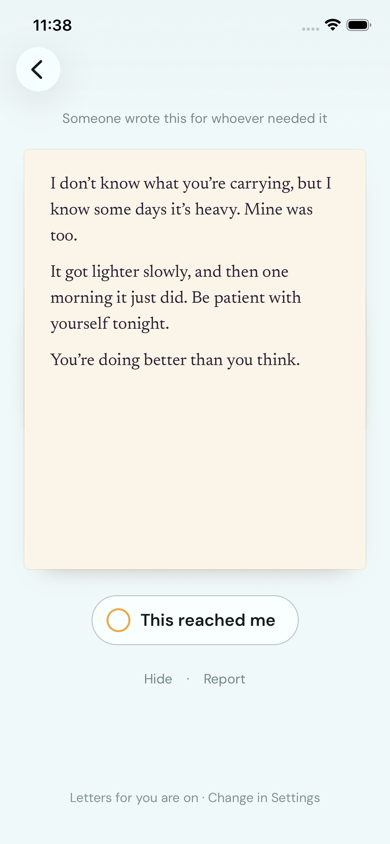 11:38
Someone wrote this for whoever needed it
I don’t know what you’re carrying, but I
know some days it’s heavy. Mine was
too.
It got lighter slowly, and then one
morning it just did. Be patient with
yourself tonight.
You’re doing better than you think.
This reached me
Hide · Report
Letters for you are on · Change in Settings